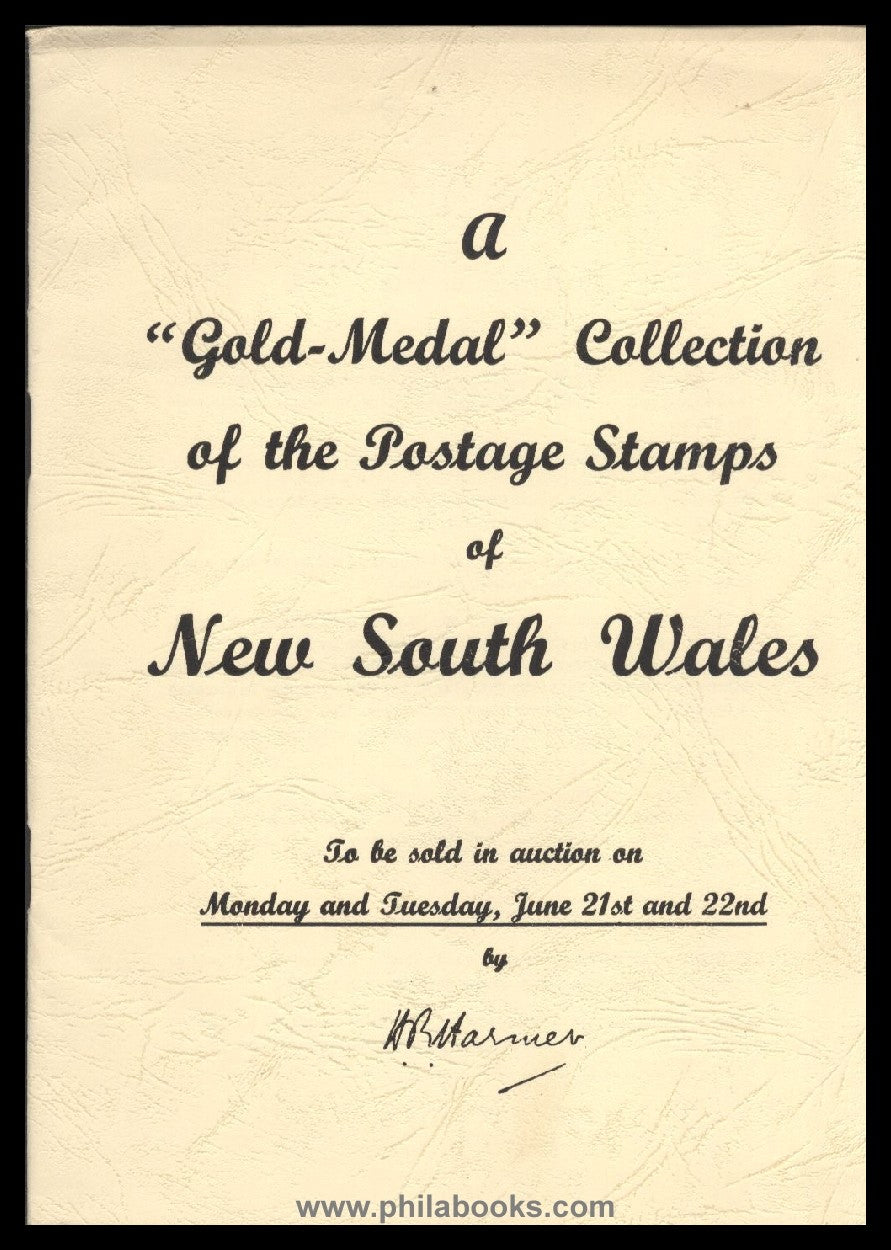 A
“Gold-Medal” Collection
of the Postage Stamps
of
New South Wales
To be sold in auction on
Monday and Tuesday, June 21st and 22nd
by
H.R. Harmer
www.philabooks.com